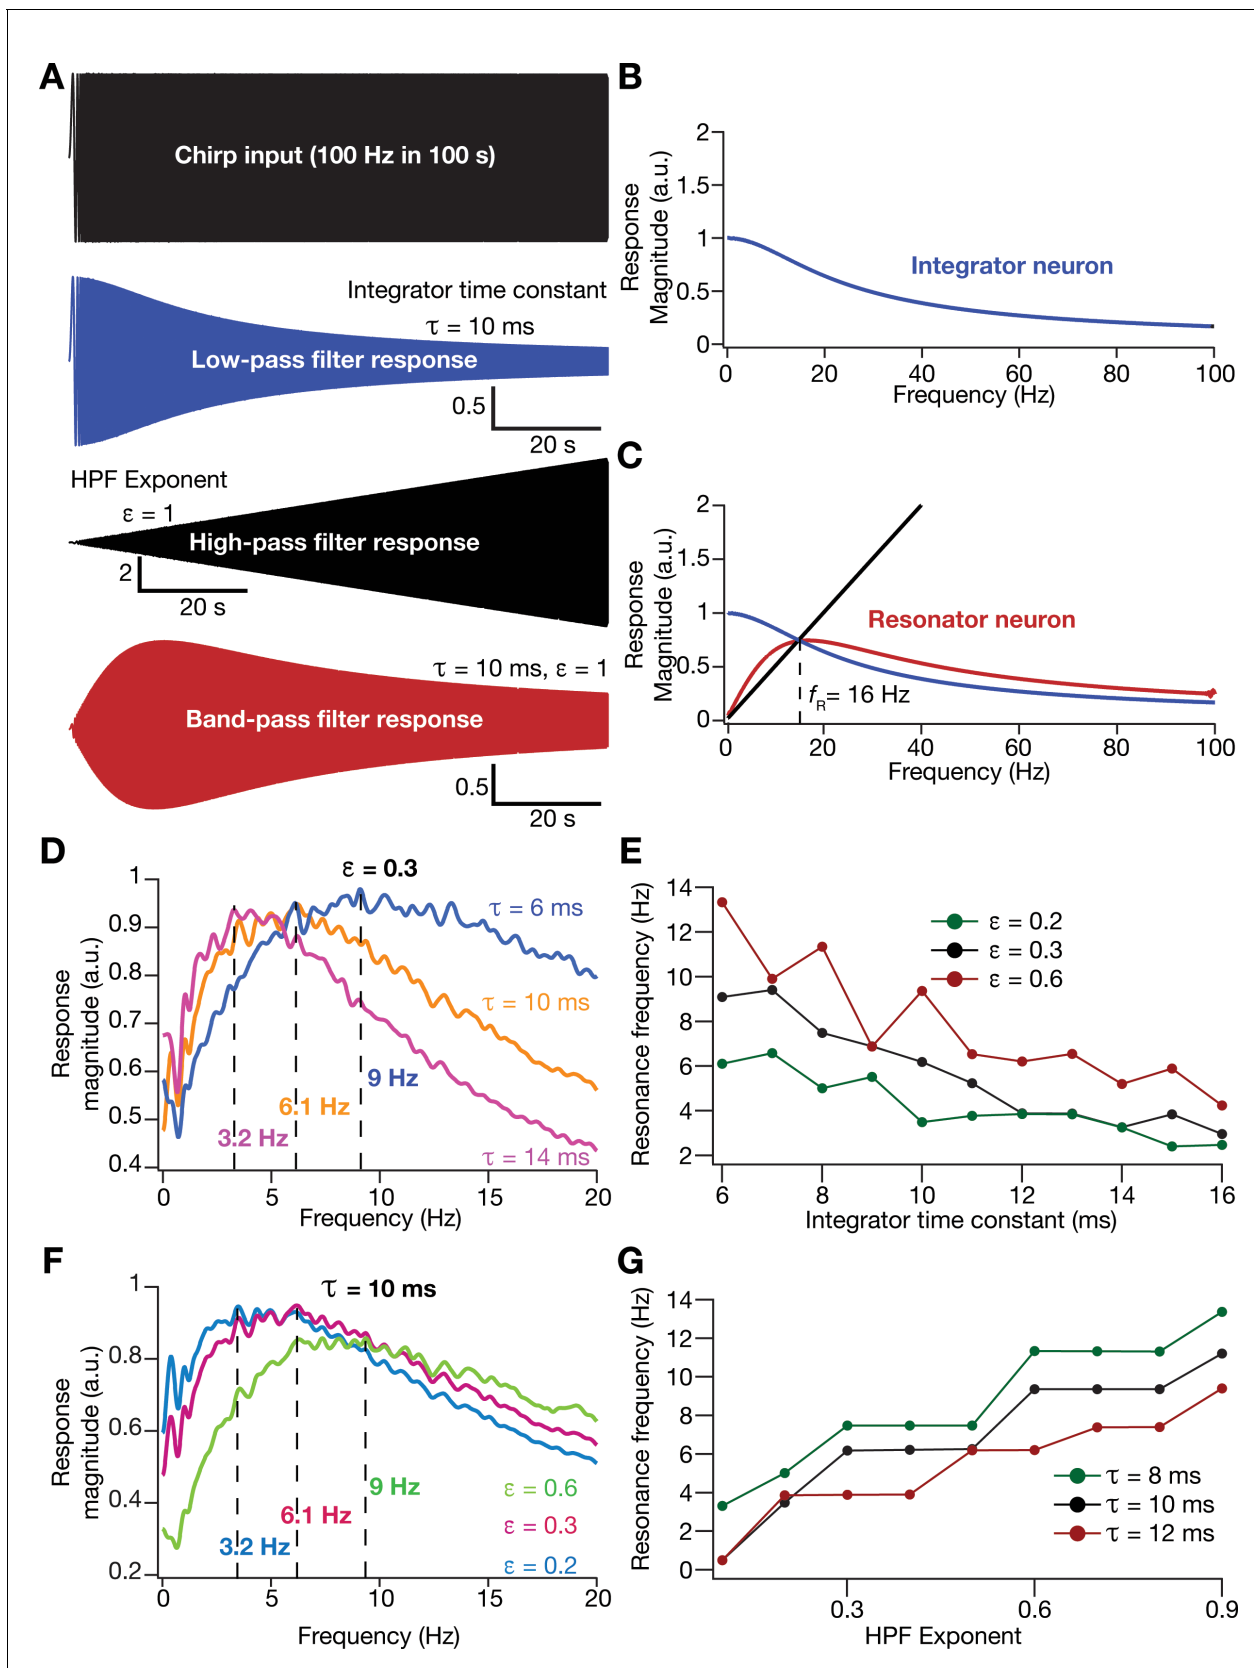 A
Chirp input (100 Hz in 100 s)
Integrator time constant
τ = 10 ms
Low-pass filter response
0.5
20 s
HPF Exponent
ε = 1
High-pass filter response
2
20 s
τ = 10 ms, ε = 1
Band-pass filter response
0.5
20 s
B
Response
Magnitude (a.u.)
2
1.5
1
0.5
0
Integrator neuron
0 20 40 60 80 100
Frequency (Hz)
C
Response
Magnitude (a.u.)
2
1.5
1
0.5
0
Resonator neuron
fR= 16 Hz
0 20 40 60 80 100
Frequency (Hz)
D
ε = 0.3
Response
magnitude (a.u.)
1
0.9
0.8
0.7
0.6
0.5
0.4
τ = 6 ms
τ = 10 ms
9 Hz
6.1 Hz
3.2 Hz
τ = 14 ms
0 5 10 15 20
Frequency (Hz)
E
Resonance frequency (Hz)
14
12
10
8
6
4
2
ε = 0.2
ε = 0.3
ε = 0.6
6 8 10 12 14 16
Integrator time constant (ms)
F
τ = 10 ms
Response
magnitude (a.u.)
1
0.8
0.6
0.4
0.2
9 Hz
6.1 Hz
3.2 Hz
ε = 0.6
ε = 0.3
ε = 0.2
0 5 10 15 20
Frequency (Hz)
G
Resonance frequency (Hz)
14
12
10
8
6
4
2
0
τ = 8 ms
τ = 10 ms
τ = 12 ms
0.3 0.6 0.9
HPF Exponent